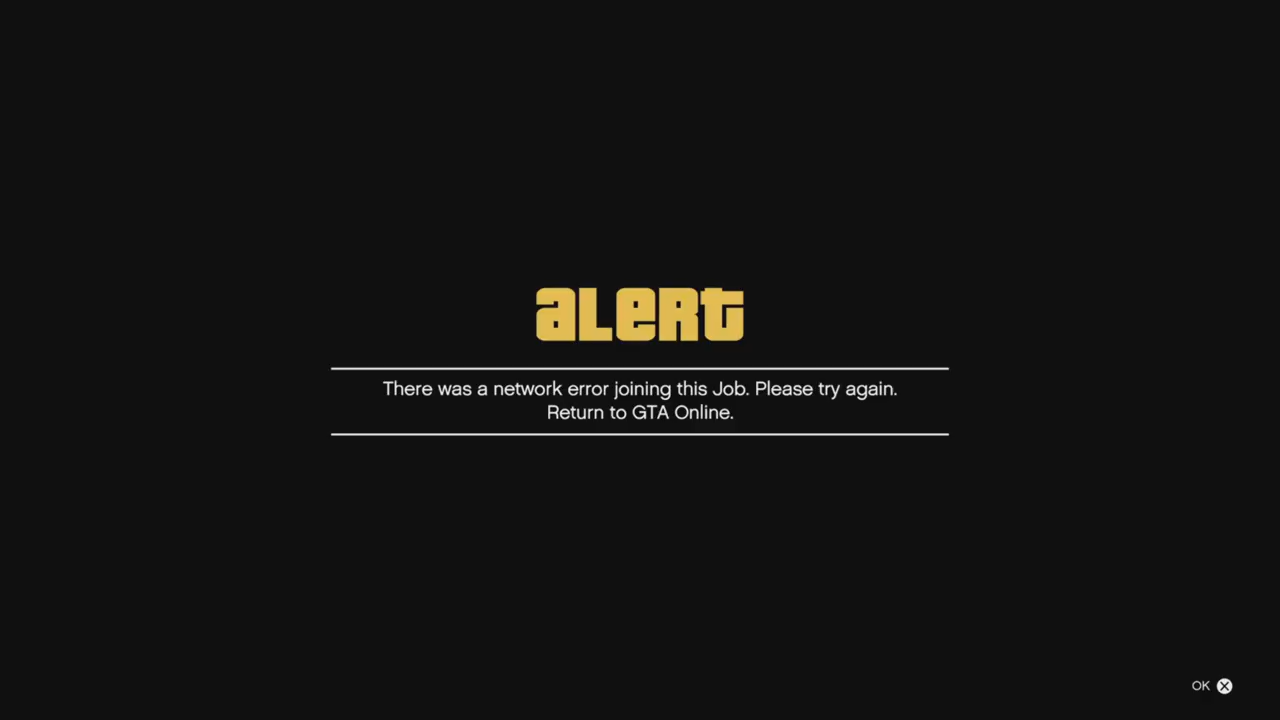 aLeRt
There was a network error joining this Job. Please try again.
Return to GTA Online.
OK